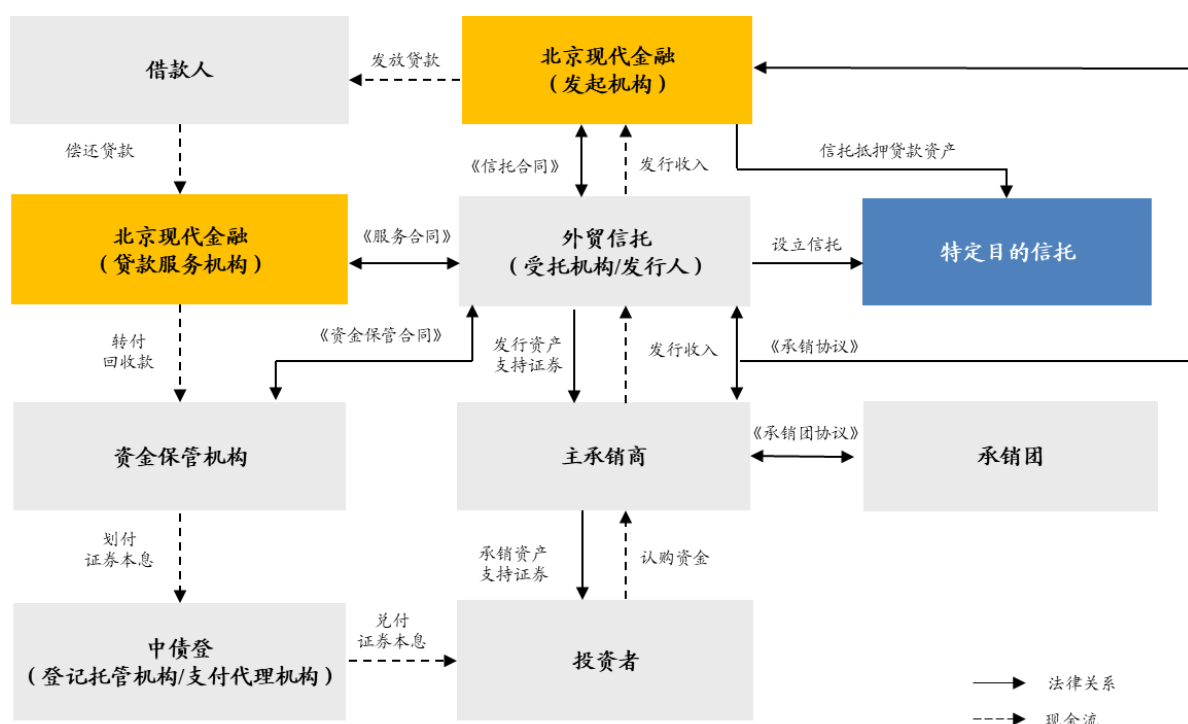 借款人
发放贷款
北京现代金融
（发起机构）
偿还贷款
《信托合同》
发行收入
信托抵押贷款资产
北京现代金融
（贷款服务机构）
《服务合同》
外贸信托
（受托机构/发行人）
设立信托
特定目的信托
转付
回收款
《资金保管合同》
发行资产
支持证券
发行收入
《承销协议》
资金保管机构
主承销商
《承销团协议》
承销团
划付
证券本息
承销资产
支持证券
认购资金
中债登
（登记托管机构/支付代理机构）
兑付
证券本息
投资者
法律关系
现金流